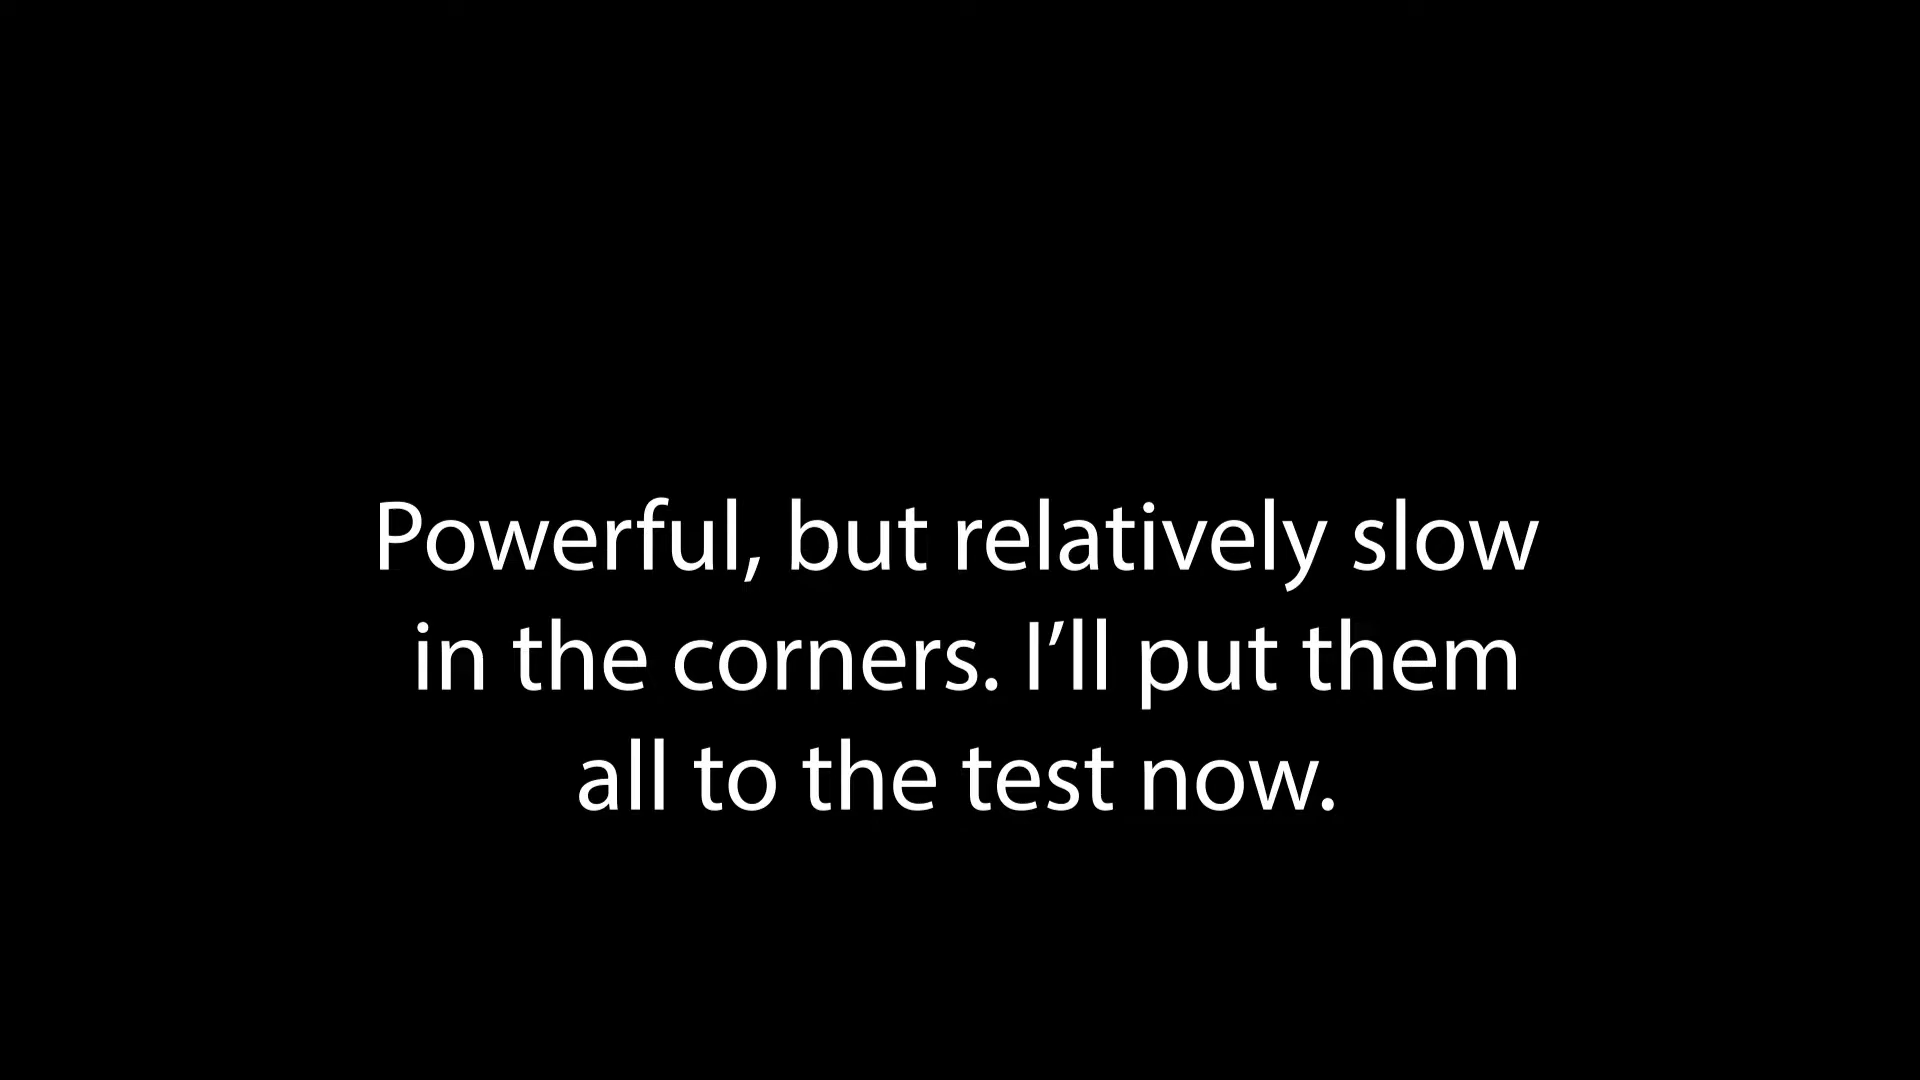 Powerful, but relatively slow
in the corners. I’ll put them
all to the test now.